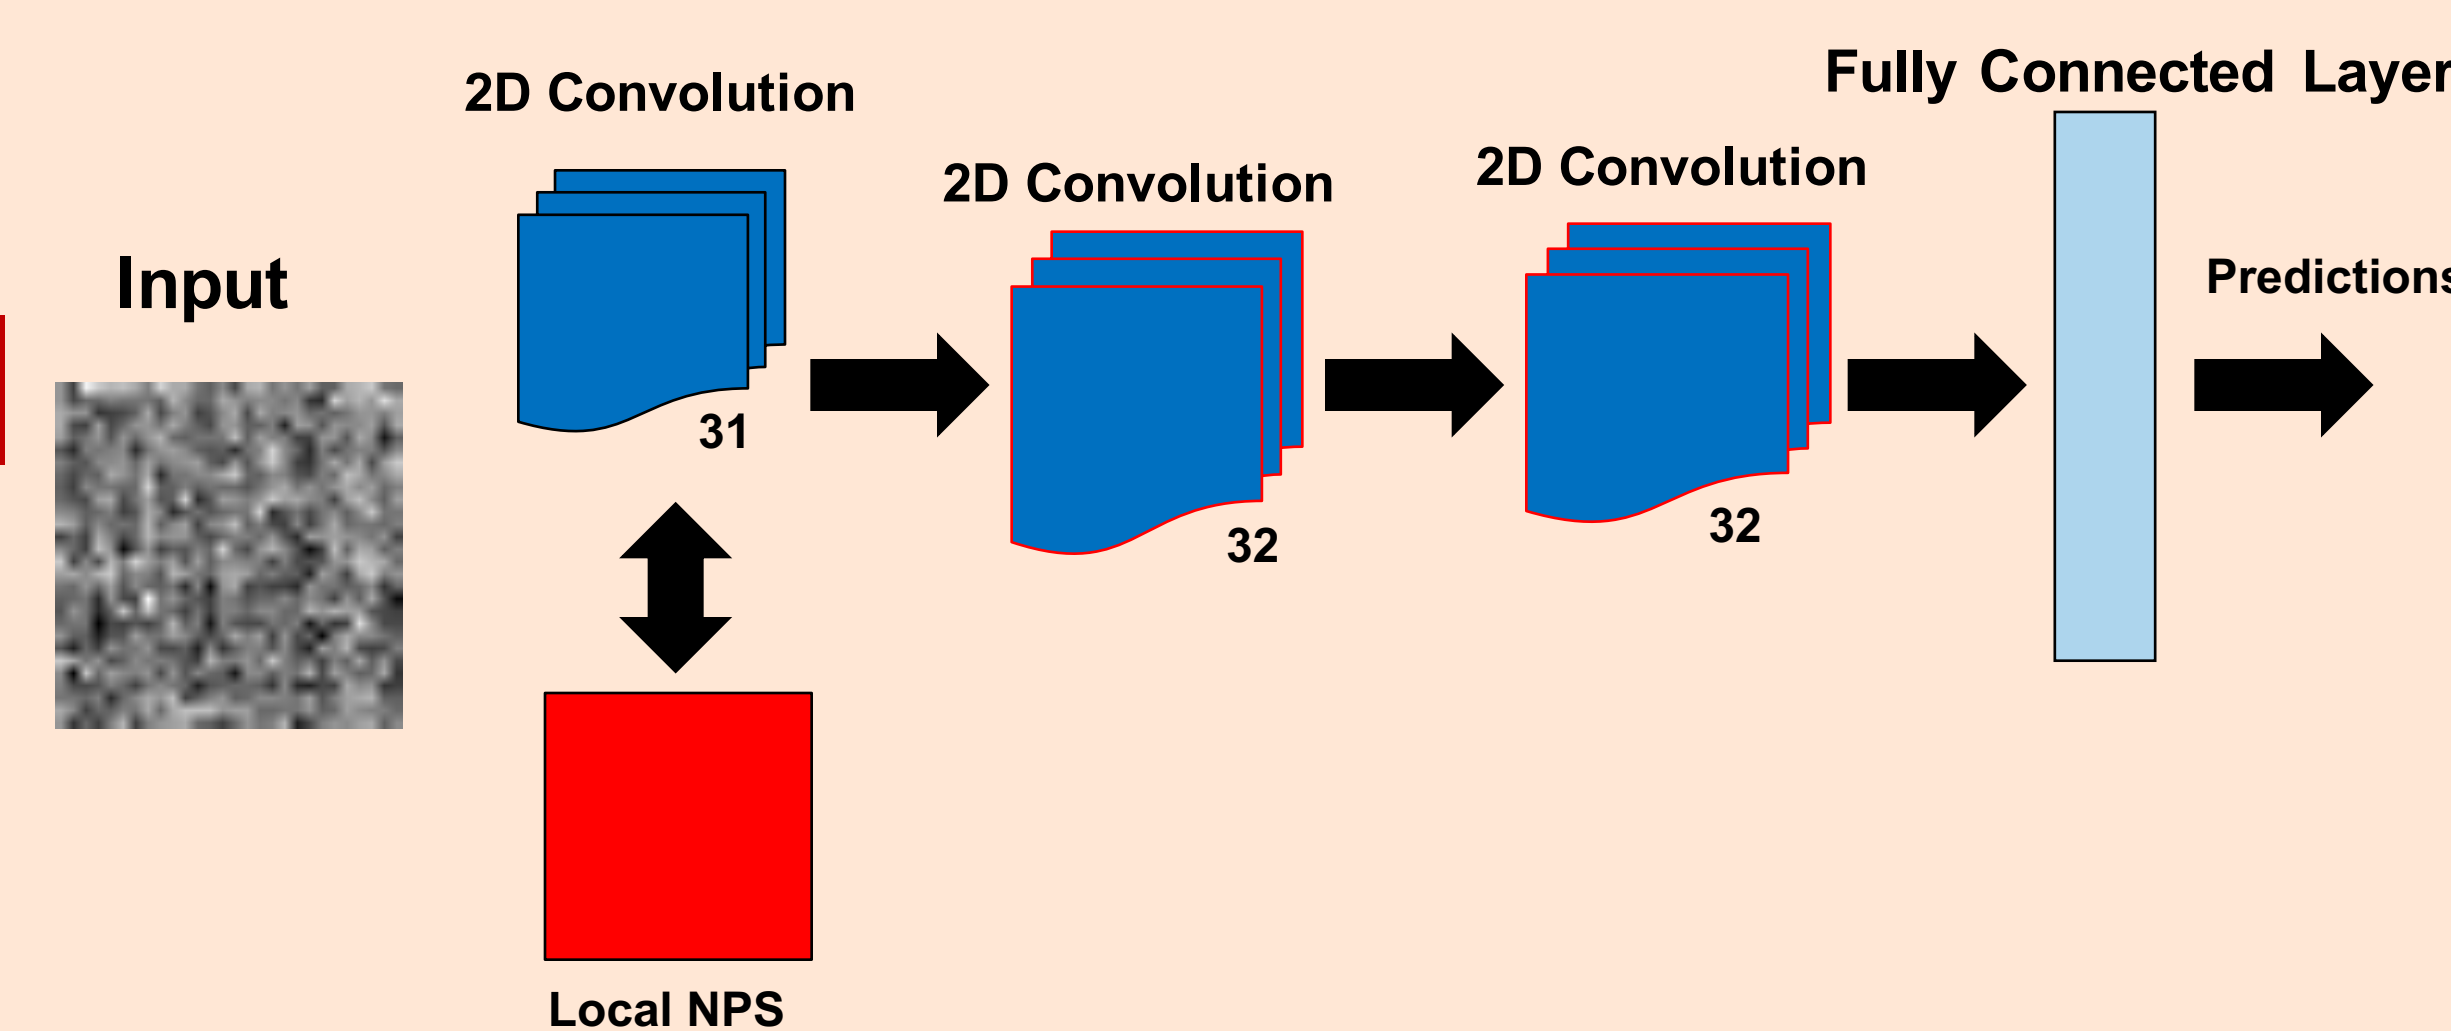 Input
2D Convolution
31
Local NPS
2D Convolution
32
2D Convolution
32
Fully Connected Layer
Predictions